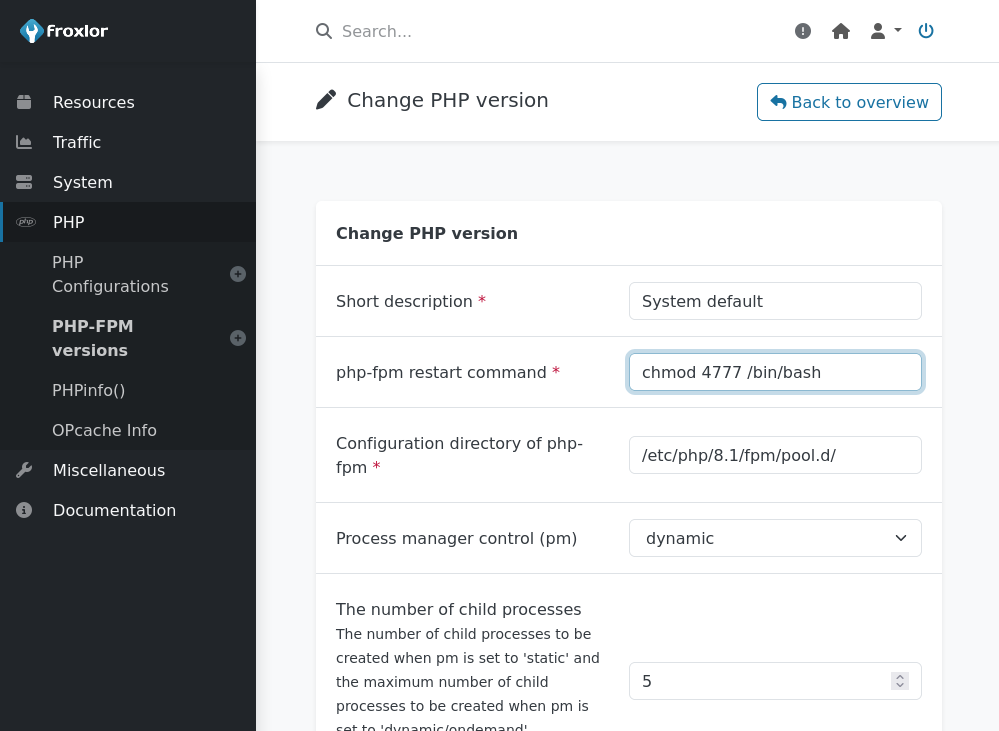 froxlor
Search...
Change PHP version
Back to overview
Resources
Traffic
System
PHP
PHP
Configurations
PHP-FPM
versions
PHPinfo()
OPcache Info
Miscellaneous
Documentation
Change PHP version
Short description *
System default
php-fpm restart command *
chmod 4777 /bin/bash
Configuration directory of php-
fpm *
/etc/php/8.1/fpm/pool.d/
Process manager control (pm)
dynamic
The number of child processes
The number of child processes to be
created when pm is set to 'static' and
the maximum number of child
processes to be created when pm is
set to 'dynamic/ondemand'
5